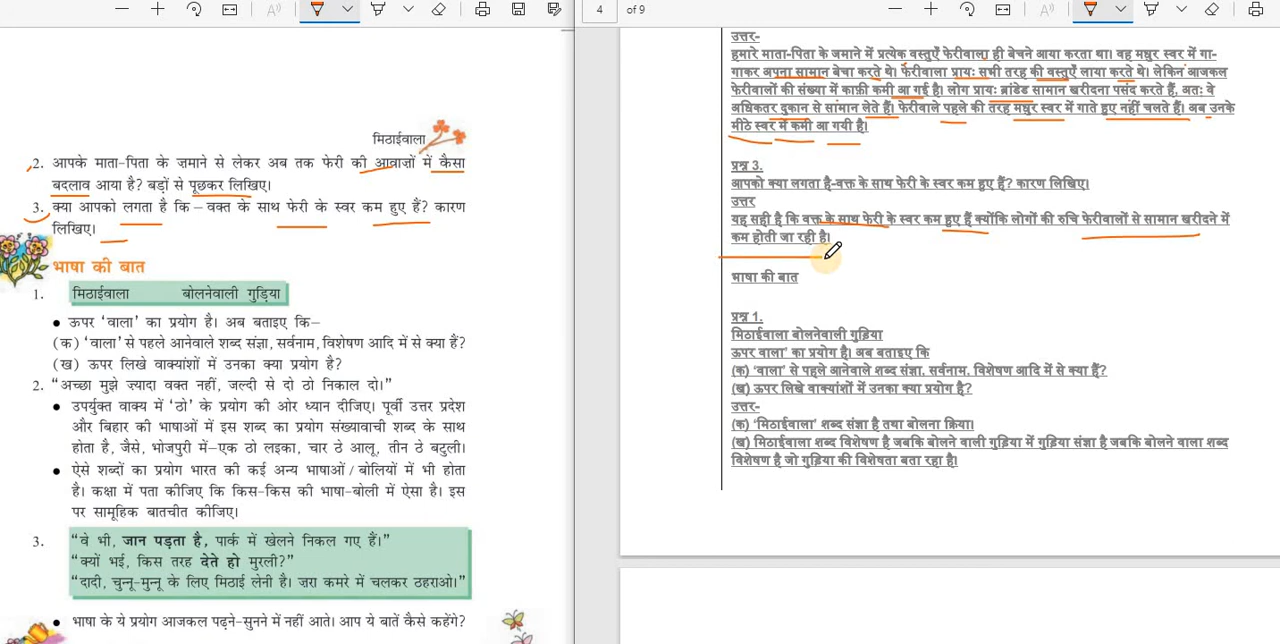 4 of 9
मिठाईवाला
2. आपके माता-पिता के ज़माने से लेकर अब तक फेरी की आवाज़ों में कैसा
बदलाव आया है? बड़ों से पूछकर लिखिए।
3. क्या आपको लगता है कि – वक्त के साथ फेरी के स्वर कम हुए हैं? कारण
लिखिए।
भाषा की बात
1. मिठाईवाला बोलनेवाली गुड़िया
• ऊपर ‘वाला’ का प्रयोग है। अब बताइए कि–
(क) ‘वाला’ से पहले आनेवाले शब्द संज्ञा, सर्वनाम, विशेषण आदि में से क्या हैं?
(ख) ऊपर लिखे वाक्यांशों में उनका क्या प्रयोग है?
2. “अच्छा मुझे ज़्यादा वक्त नहीं, जल्दी से दो ठो निकाल दो।”
• उपर्युक्त वाक्य में ‘ठो’ के प्रयोग की ओर ध्यान दीजिए। पूर्वी उत्तर प्रदेश
और बिहार की भाषाओं में इस शब्द का प्रयोग संख्यावाची शब्द के साथ
होता है, जैसे, भोजपुरी में–एक ठो लइका, चार ठे आलू, तीन ठे बटुली।
• ऐसे शब्दों का प्रयोग भारत की कई अन्य भाषाओं / बोलियों में भी होता
है। कक्षा में पता कीजिए कि किस-किस की भाषा-बोली में ऐसा है। इस
पर सामूहिक बातचीत कीजिए।
3. “वे भी, जान पड़ता है, पार्क में खेलने निकल गए हैं।”
“क्यों भई, किस तरह देते हो मुरली?”
“दादी, चुन्नू-मुन्नू के लिए मिठाई लेनी है। ज़रा कमरे में चलकर ठहराओ।”
• भाषा के ये प्रयोग आजकल पढ़ने-सुनने में नहीं आते। आप ये बातें कैसे कहेंगे?
उत्तर-
हमारे माता-पिता के जमाने में प्रत्येक वस्तुएँ फेरीवाला ही बेचने आया करता था। वह मधुर स्वर में गा-
गाकर अपना सामान बेचा करते थे। फेरीवाला प्रायः सभी तरह की वस्तुएँ लाया करते थे। लेकिन आजकल
फेरीवालों की संख्या में काफ़ी कमी आ गई है। लोग प्रायः ब्रांडेड सामान खरीदना पसंद करते हैं, अतः वे
अधिकतर दुकान से सामान लेते हैं। फेरीवाले पहले की तरह मधुर स्वर में गाते हुए नहीं चलते हैं। अब उनके
मीठे स्वर में कमी आ गयी है।
प्रश्न 3.
आपको क्या लगता है-वक्त के साथ फेरी के स्वर कम हुए हैं? कारण लिखिए।
उत्तर
यह सही है कि वक्त के साथ फेरी के स्वर कम हुए हैं क्योंकि लोगों की रुचि फेरीवालों से सामान खरीदने में
कम होती जा रही है।
भाषा की बात
प्रश्न 1.
मिठाईवाला बोलनेवाली गुड़िया
ऊपर वाला’ का प्रयोग है। अब बताइए कि
(क) ‘वाला’ से पहले आनेवाले शब्द संज्ञा, सर्वनाम, विशेषण आदि में से क्या हैं?
(ख) ऊपर लिखे वाक्यांशों में उनका क्या प्रयोग है?
उत्तर-
(क) ‘मिठाईवाला’ शब्द संज्ञा है तथा बोलना क्रिया।
(ख) मिठाईवाला शब्द विशेषण है जबकि बोलने वाली गुड़िया में गुड़िया संज्ञा है जबकि बोलने वाला शब्द
विशेषण है जो गुड़िया की विशेषता बता रहा है।